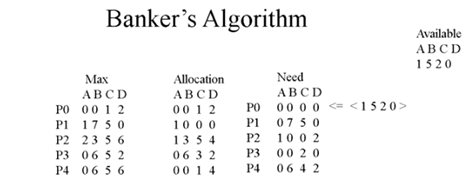 Banker's Algorithm
Available
A B C D
1 5 2 0
Max Allocation Need
A B C D A B C D A B C D
P0 0 0 1 2 0 0 1 2 P0 0 0 0 0 <= < 1 5 2 0 >
P1 1 7 5 0 1 0 0 0 P1 0 7 5 0
P2 2 3 5 6 1 3 5 4 P2 1 0 0 2
P3 0 6 5 2 0 6 3 2 P3 0 0 2 0
P4 0 6 5 6 0 0 1 4 P4 0 6 4 2